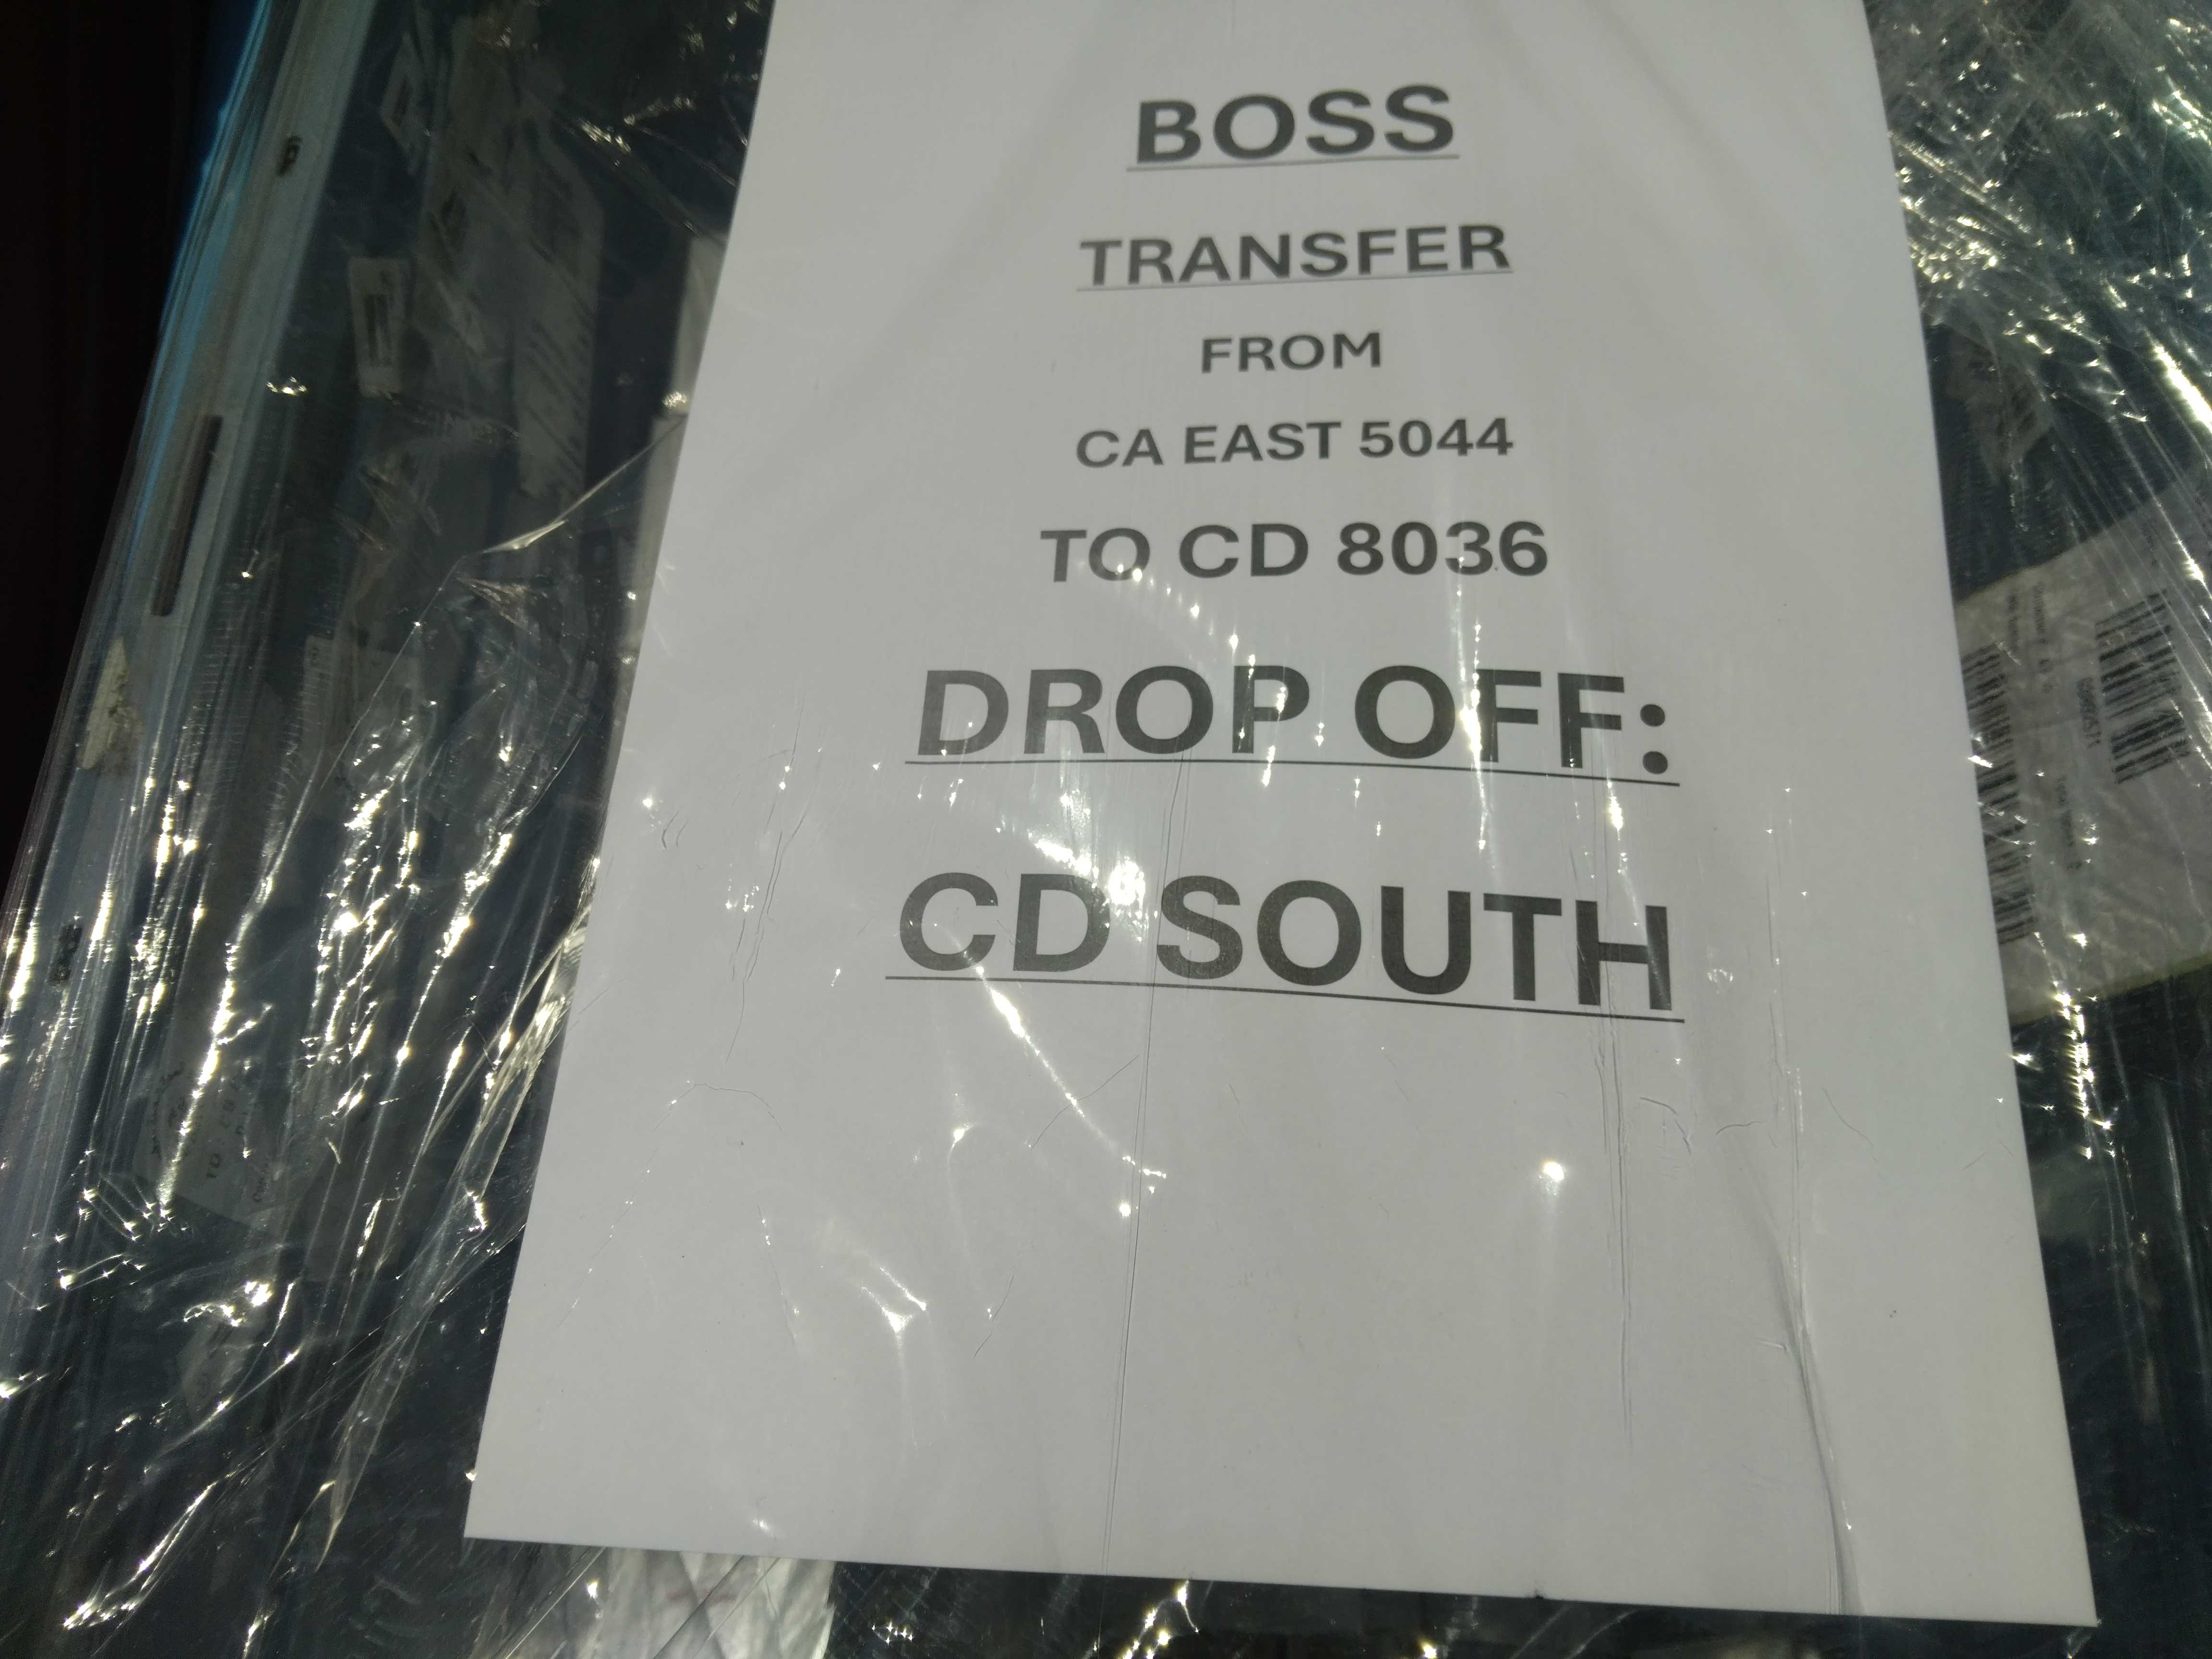 BOSS
TRANSFER
FROM
CA EAST 5044
TO CD 8036
DROP OFF:
CD SOUTH